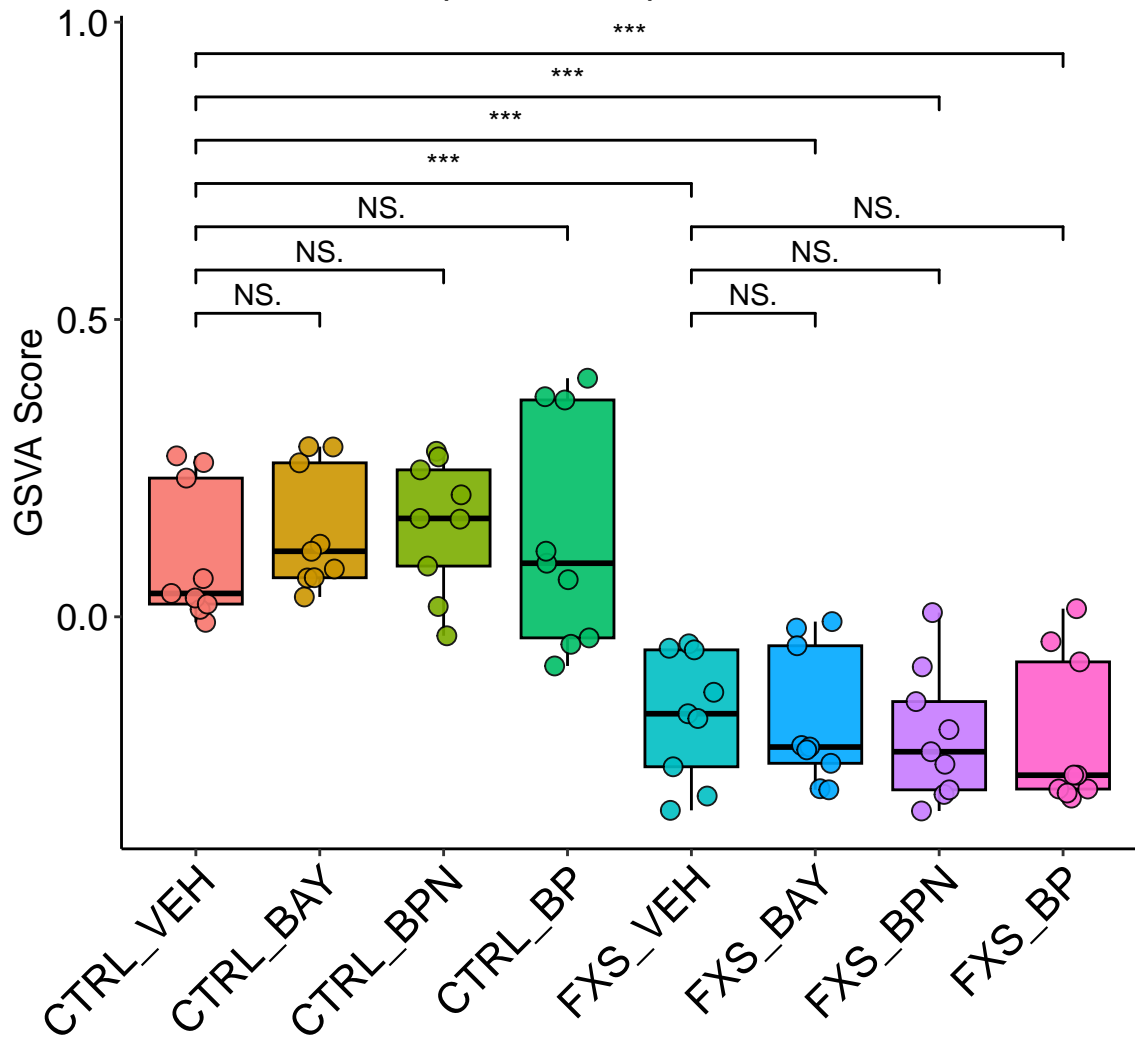 1.0
***
***
***
***
NS.
NS.
NS.
NS.
NS.
NS.
0.5
0.0
GSVA Score
CTRL_VEH
CTRL_BAY
CTRL_BPN
CTRL_BP
FXS_VEH
FXS_BAY
FXS_BPN
FXS_BP